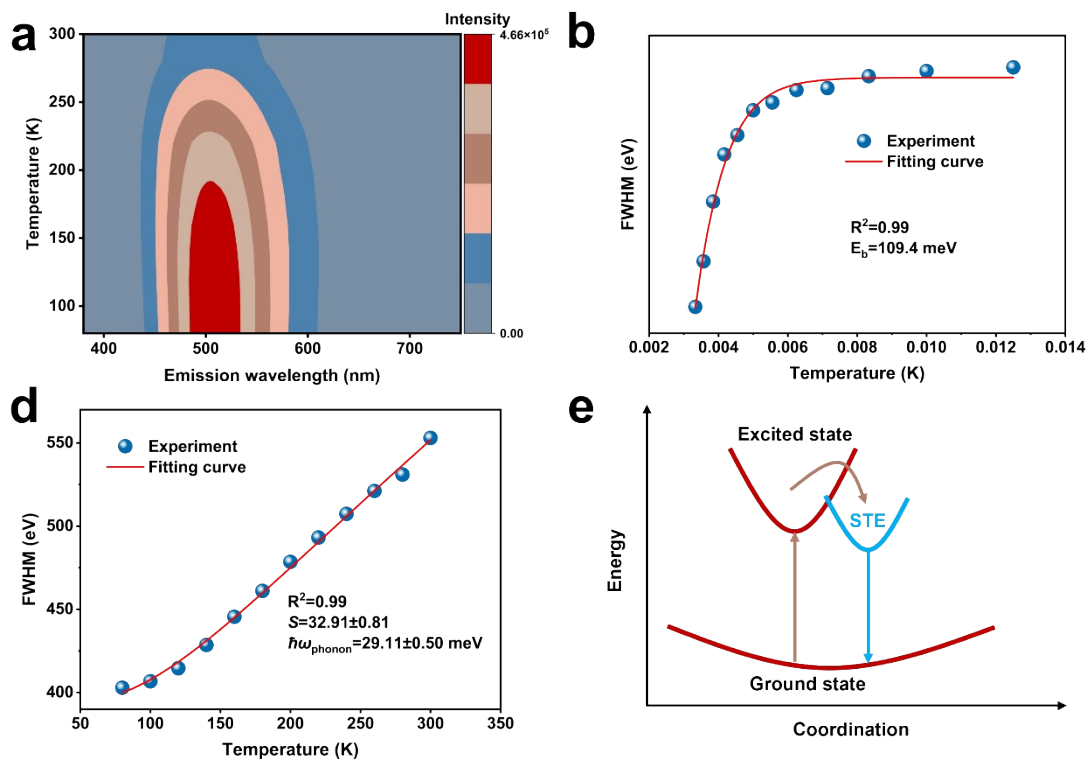 a
Intensity
4.66×10⁵
0.00
300
250
200
150
100
Temperature (K)
400
500
600
700
Emission wavelength (nm)
b
FWHM (eV)
Experiment
Fitting curve
R²=0.99
E_b=109.4 meV
0.002
0.004
0.006
0.008
0.010
0.012
0.014
Temperature (K)
d
550
500
450
400
FWHM (eV)
Experiment
Fitting curve
R²=0.99
S=32.91±0.81
ħω_phonon=29.11±0.50 meV
50
100
150
200
250
300
350
Temperature (K)
e
Energy
Excited state
STE
Ground state
Coordination